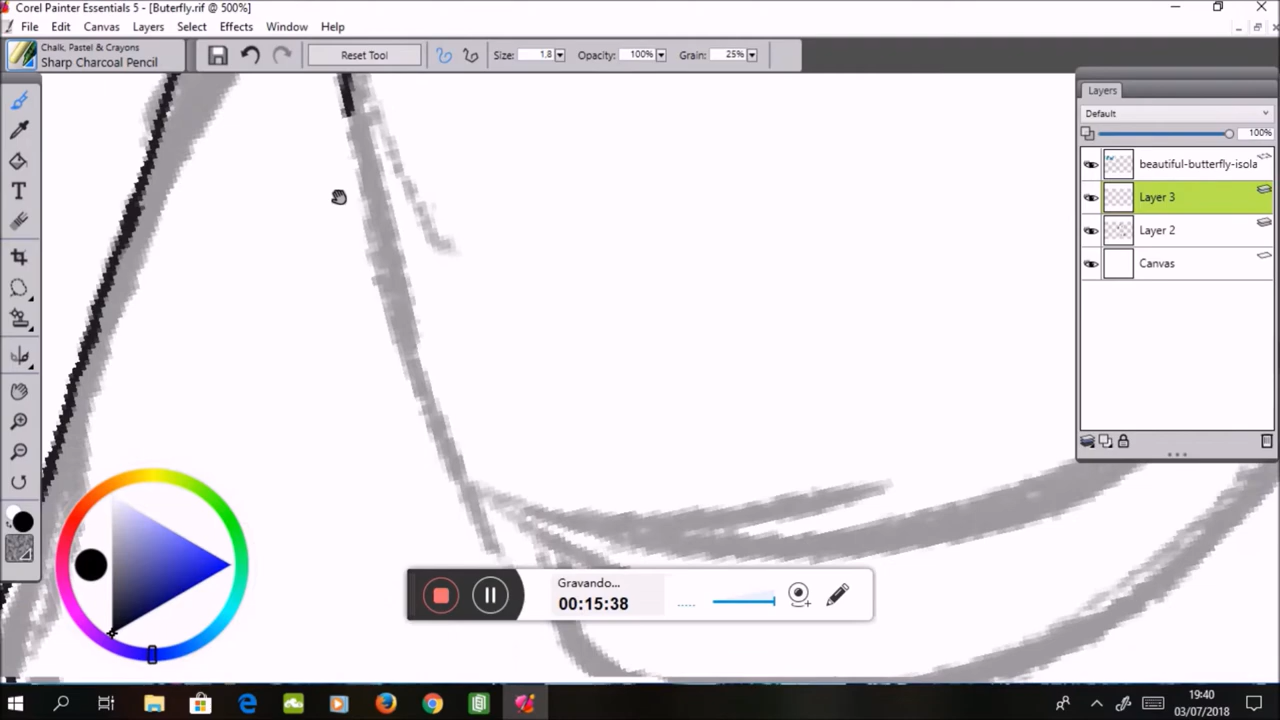 Corel Painter Essentials 5 - [Buterfly.rif @ 500%]
File Edit Canvas Layers Select Effects Window Help
Chalk, Pastel & Crayons
Sharp Charcoal Pencil
Reset Tool
Size: 1.8 Opacity: 100% Grain: 25%
Layers
Default
100%
beautiful-butterfly-isola
Layer 3
Layer 2
Canvas
Gravando...
00:15:38
19:40
03/07/2018